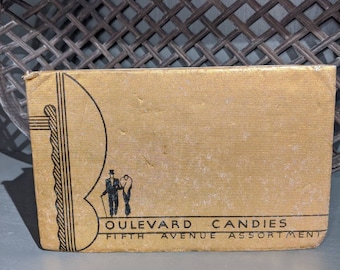 BOULEVARD CANDIES
FIFTH AVENUE ASSORTMENT